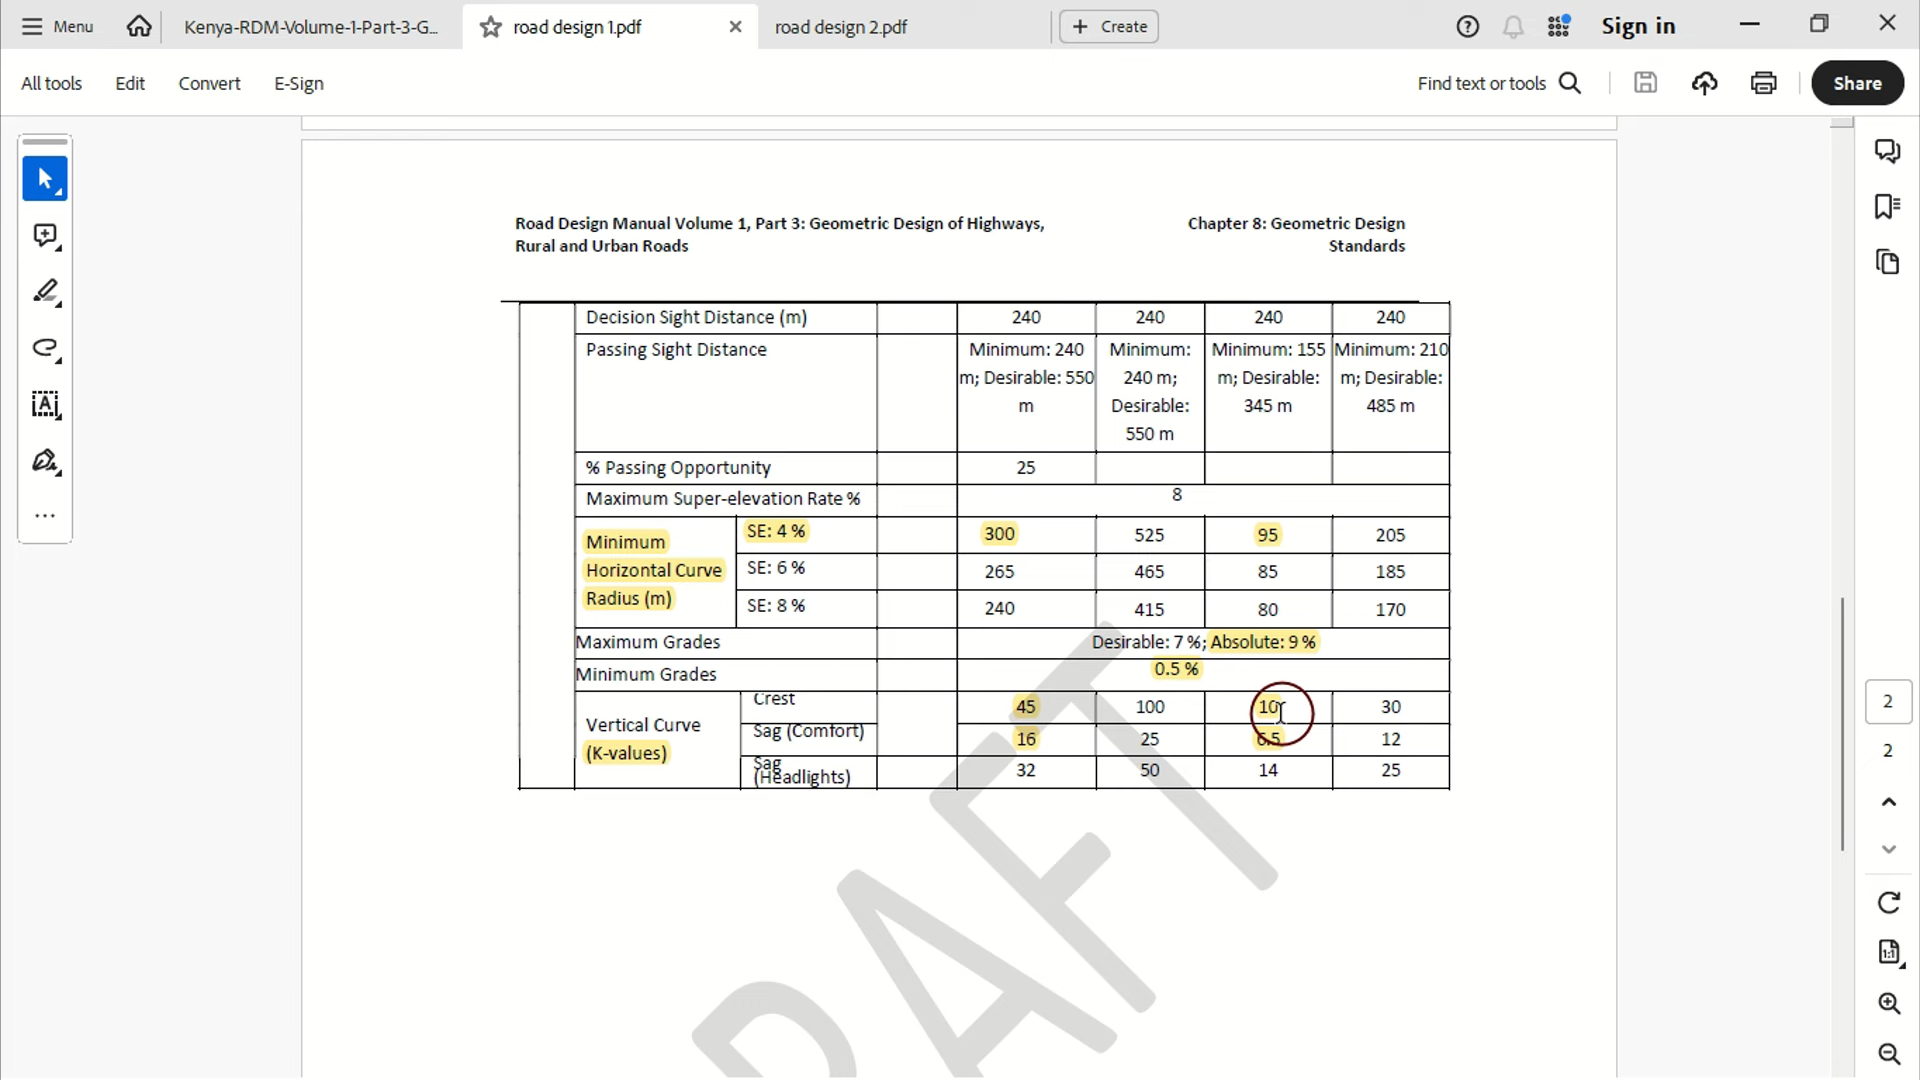 Menu
Kenya-RDM-Volume-1-Part-3-G...
road design 1.pdf
road design 2.pdf
Create
Sign in
All tools
Edit
Convert
E-Sign
Find text or tools
Share
Road Design Manual Volume 1, Part 3: Geometric Design of Highways,
Rural and Urban Roads
Chapter 8: Geometric Design
Standards
Decision Sight Distance (m) 240 240 240 240
Passing Sight Distance
Minimum: 240
m; Desirable: 550
m
Minimum:
240 m;
Desirable:
550 m
Minimum: 155
m; Desirable:
345 m
Minimum: 210
m; Desirable:
485 m
% Passing Opportunity 25
Maximum Super-elevation Rate % 8
Minimum
Horizontal Curve
Radius (m)
SE: 4 % 300 525 95 205
SE: 6 % 265 465 85 185
SE: 8 % 240 415 80 170
Maximum Grades Desirable: 7 %; Absolute: 9 %
Minimum Grades 0.5 %
Vertical Curve
(K-values)
Crest 45 100 10 30
Sag (Comfort) 16 25 6.5 12
Sag
(Headlights) 32 50 14 25
DRAFT
2
2
1:1